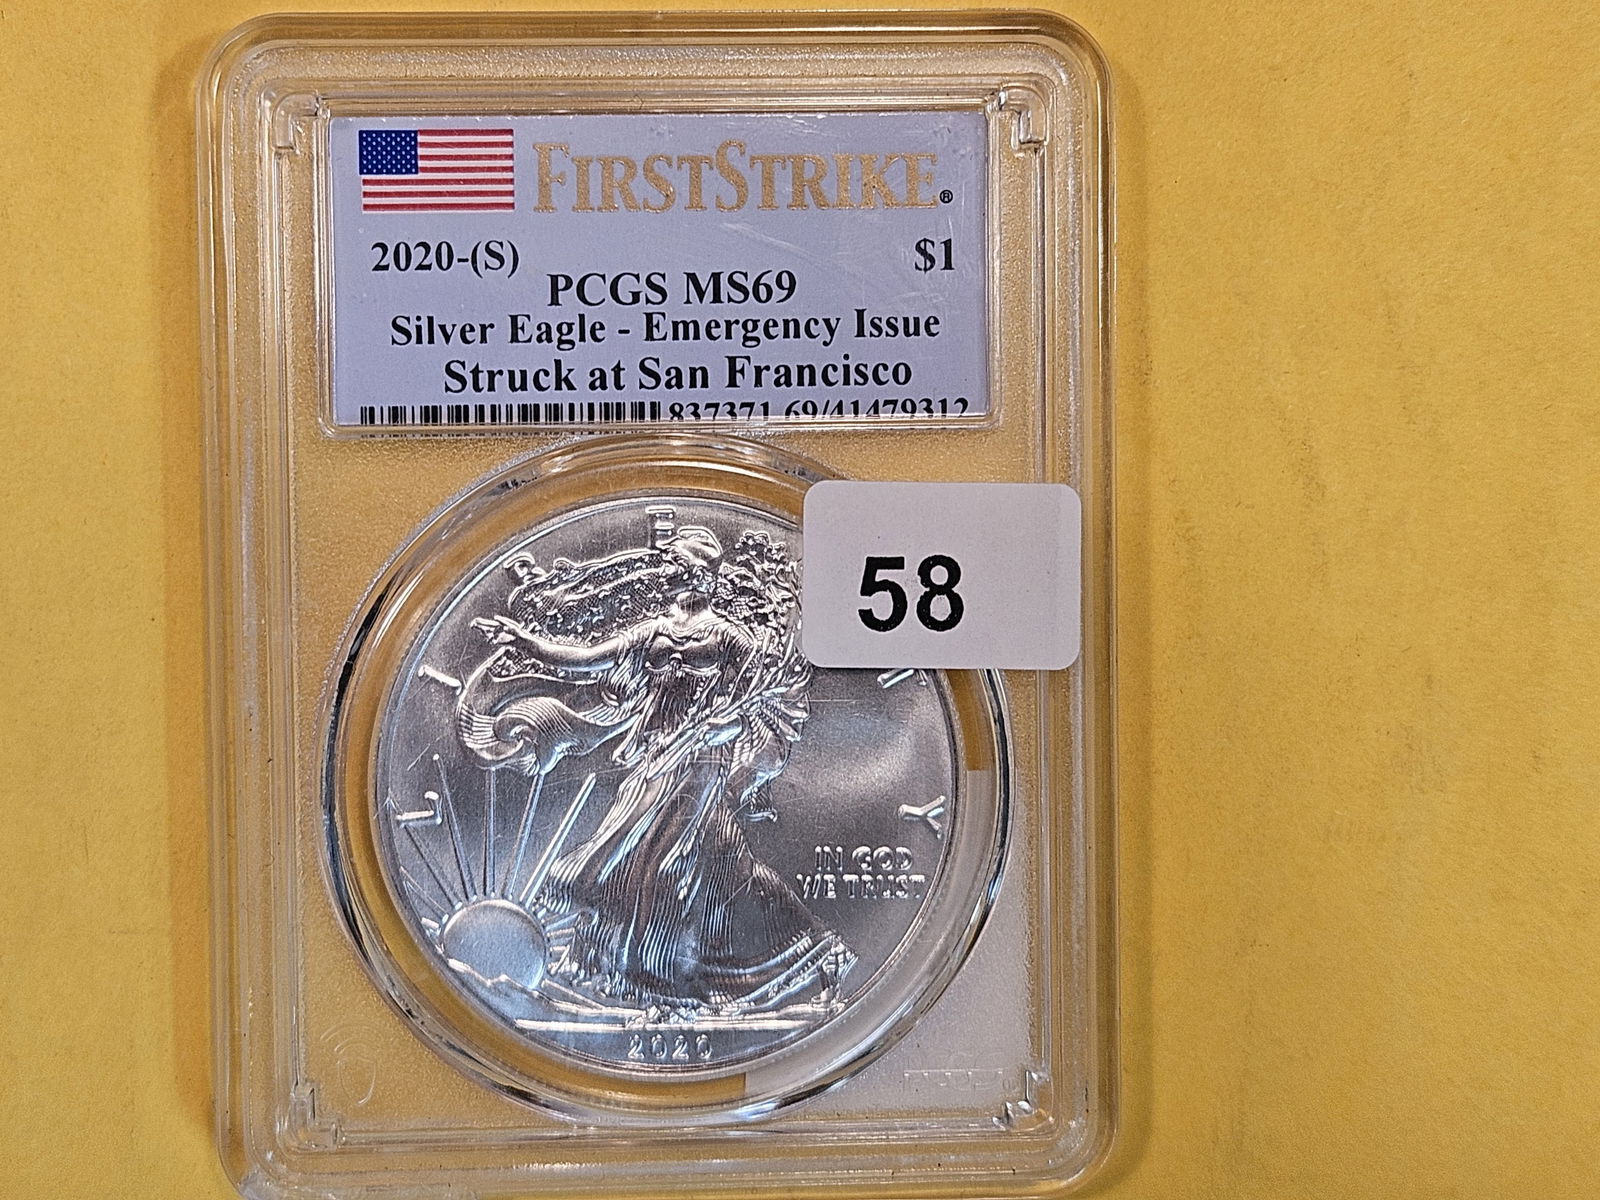 FIRSTSTRIKE®
2020-(S) $1
PCGS MS69
Silver Eagle - Emergency Issue
Struck at San Francisco
837371.69/41479312
58
L I B E R T Y
IN GOD
WE TRUST
2020